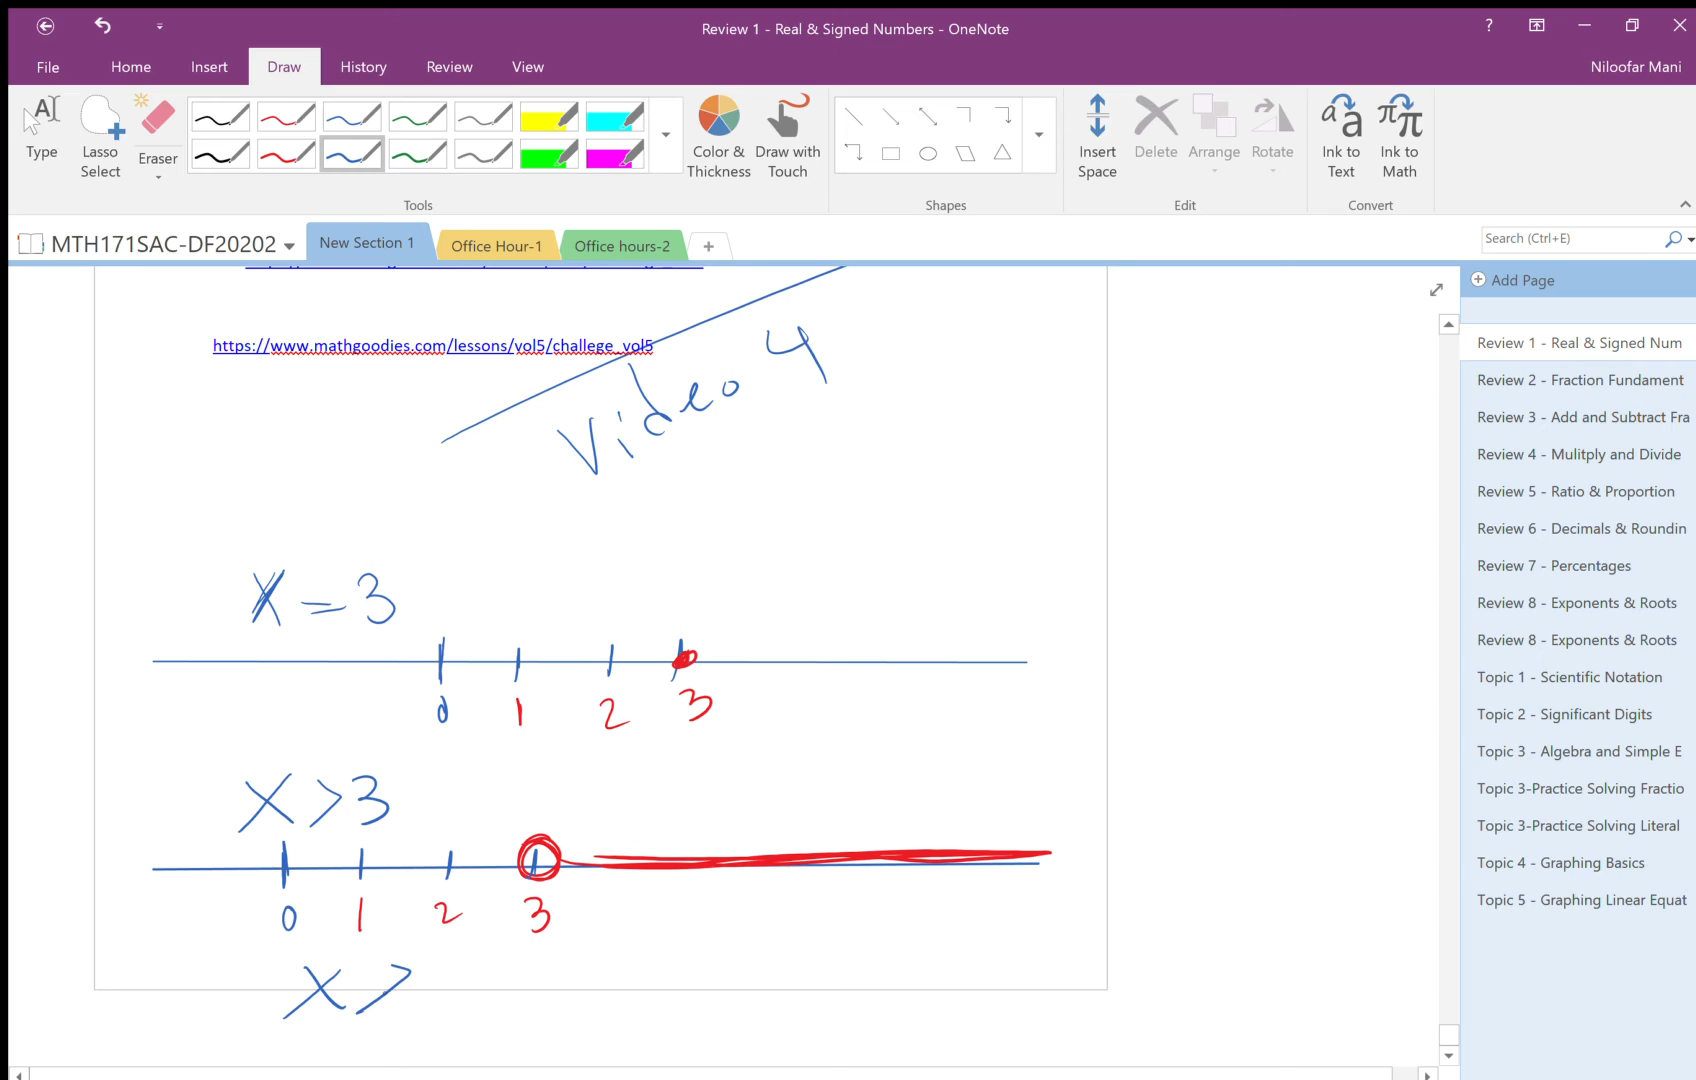 Review 1 - Real & Signed Numbers - OneNote
?
File Home Insert Draw History Review View
Niloofar Mani
Type
Lasso Select
Eraser
Color & Thickness
Draw with Touch
Insert Space
Delete
Arrange
Rotate
Ink to Text
Ink to Math
Tools
Shapes
Edit
Convert
MTH171SAC-DF20202
New Section 1
Office Hour-1
Office hours-2
+
Search (Ctrl+E)
Add Page
https://www.mathgoodies.com/lessons/vol5/challege_vol5
Video 4
X = 3
0 1 2 3
X > 3
0 1 2 3
X >
Review 1 - Real & Signed Num
Review 2 - Fraction Fundament
Review 3 - Add and Subtract Fra
Review 4 - Mulitply and Divide
Review 5 - Ratio & Proportion
Review 6 - Decimals & Roundin
Review 7 - Percentages
Review 8 - Exponents & Roots
Review 8 - Exponents & Roots
Topic 1 - Scientific Notation
Topic 2 - Significant Digits
Topic 3 - Algebra and Simple E
Topic 3-Practice Solving Fractio
Topic 3-Practice Solving Literal
Topic 4 - Graphing Basics
Topic 5 - Graphing Linear Equat